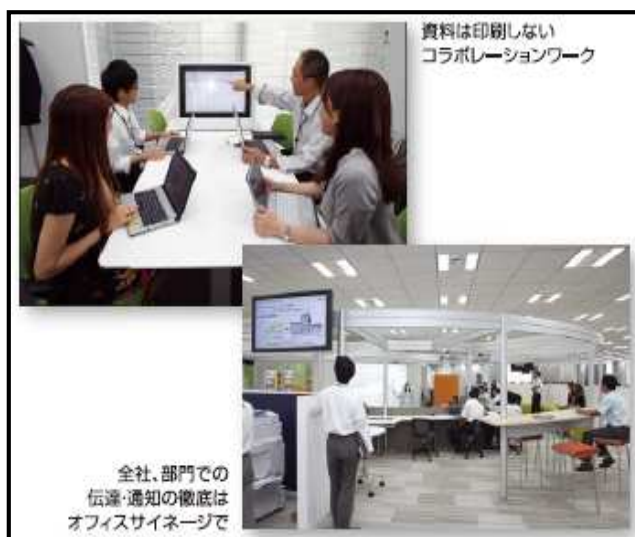 資料は印刷しない
コラボレーションワーク
全社、部門での
伝達・通知の徹底は
オフィスサイネージで